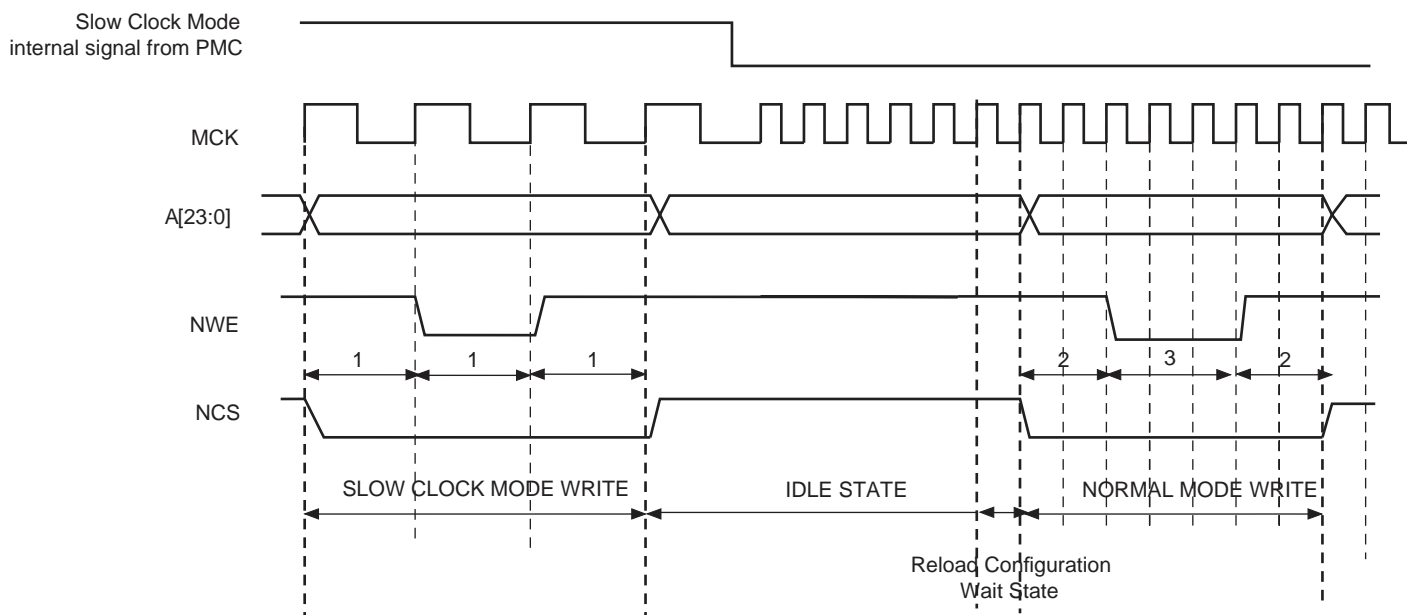 Slow Clock Mode
internal signal from PMC
MCK
A[23:0]
NWE
1 1 1 2 3 2
NCS
SLOW CLOCK MODE WRITE IDLE STATE NORMAL MODE WRITE
Reload Configuration
Wait State